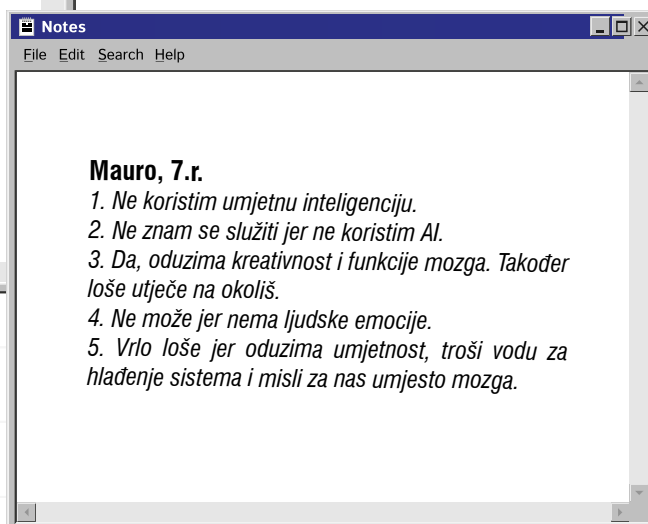 Notes
File Edit Search Help
Mauro, 7.r.
1. Ne koristim umjetnu inteligenciju.
2. Ne znam se služiti jer ne koristim AI.
3. Da, oduzima kreativnost i funkcije mozga. Također
loše utječe na okoliš.
4. Ne može jer nema ljudske emocije.
5. Vrlo loše jer oduzima umjetnost, troši vodu za
hlađenje sistema i misli za nas umjesto mozga.